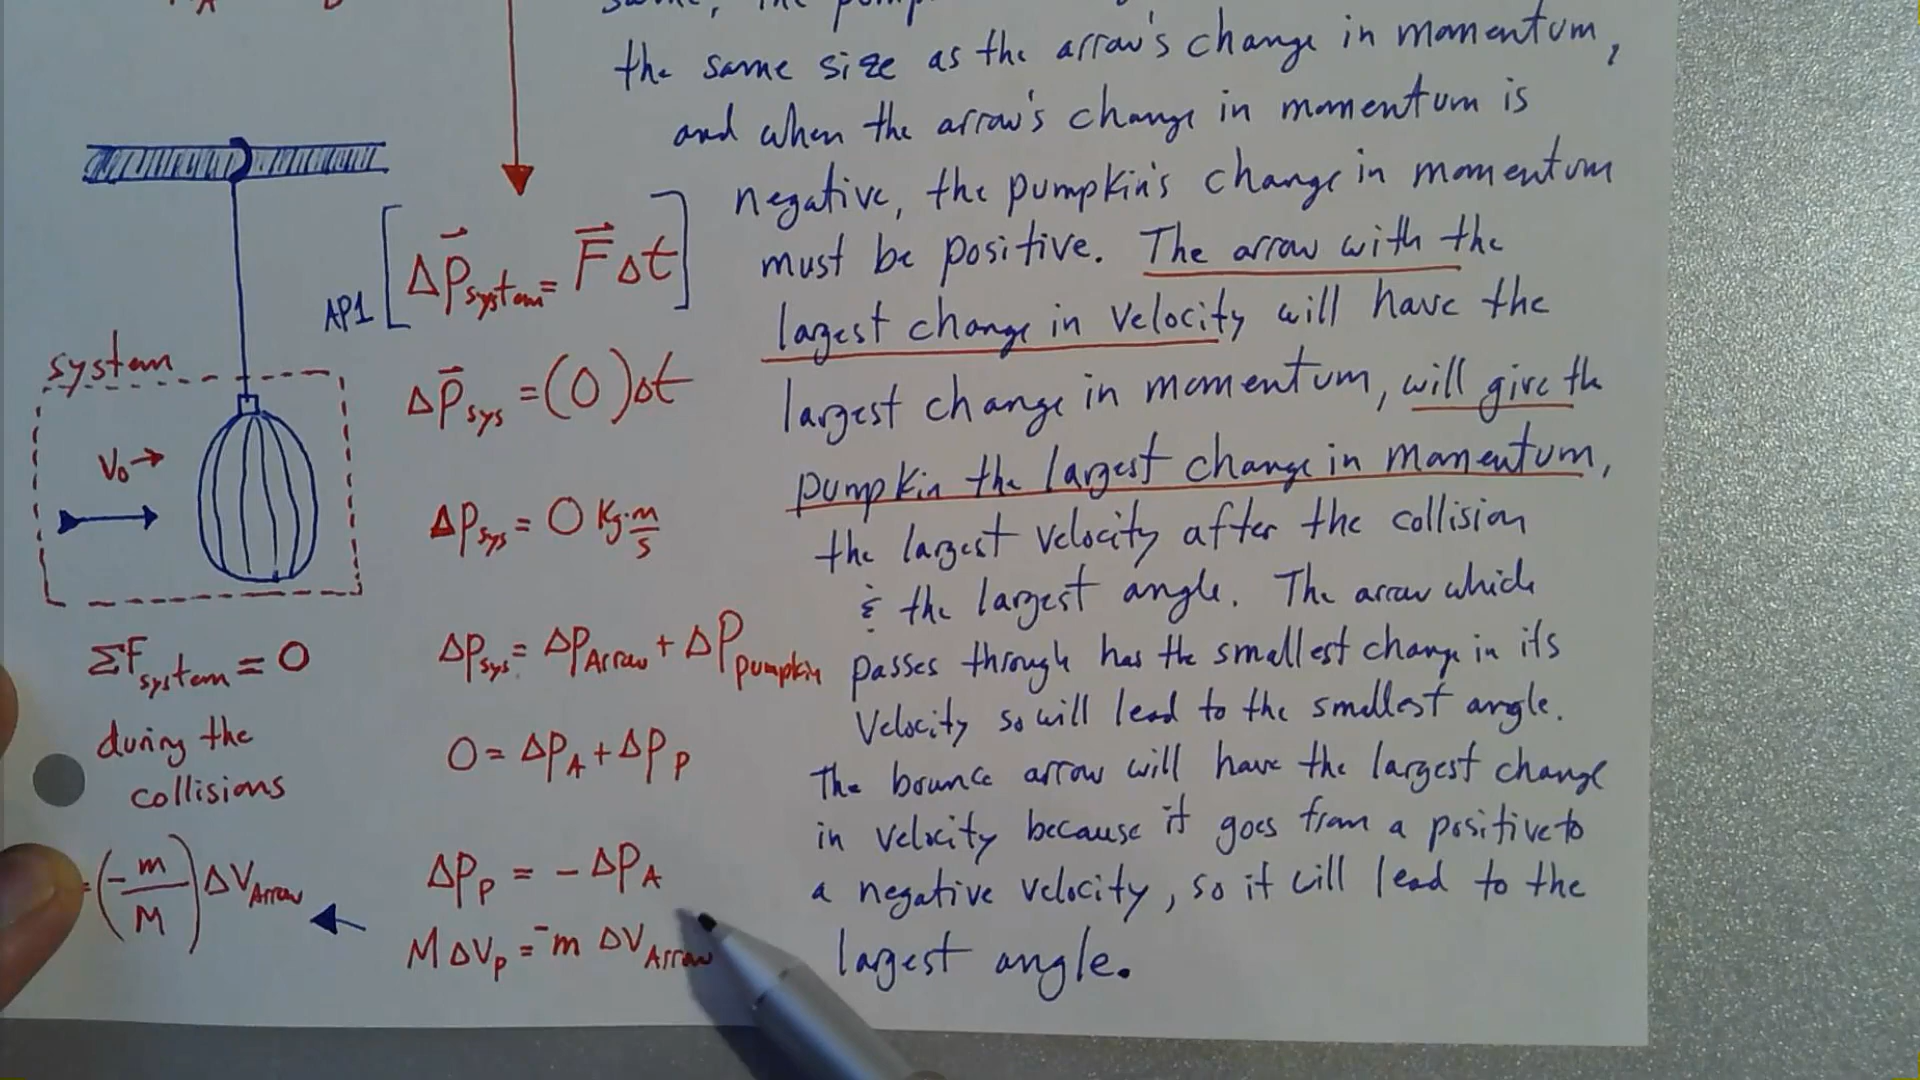 the same size as the arrow's change in momentum,
and when the arrow's change in momentum is
negative, the pumpkin's change in momentum
must be positive. The arrow with the
largest change in velocity will have the
largest change in momentum, will give th
pumpkin the largest change in momentum,
the largest velocity after the collision
& the largest angle. The arrow which
passes through has the smallest change in its
velocity so will lead to the smallest angle.
The bounce arrow will have the largest change
in velocity because it goes from a positive to
a negative velocity, so it will lead to the
largest angle.
system
V₀→
ΣFsystem = 0
during the
collisions
=(-m/M)ΔVArrow
AP1 [Δp⃗system = F⃗Δt]
Δp⃗sys = (0)Δt
Δpsys = 0 Kg·m/s
Δpsys = ΔpArrow + Δppumpkin
0 = ΔpA + ΔpP
ΔpP = -ΔpA
MΔVP = -m ΔVArrow